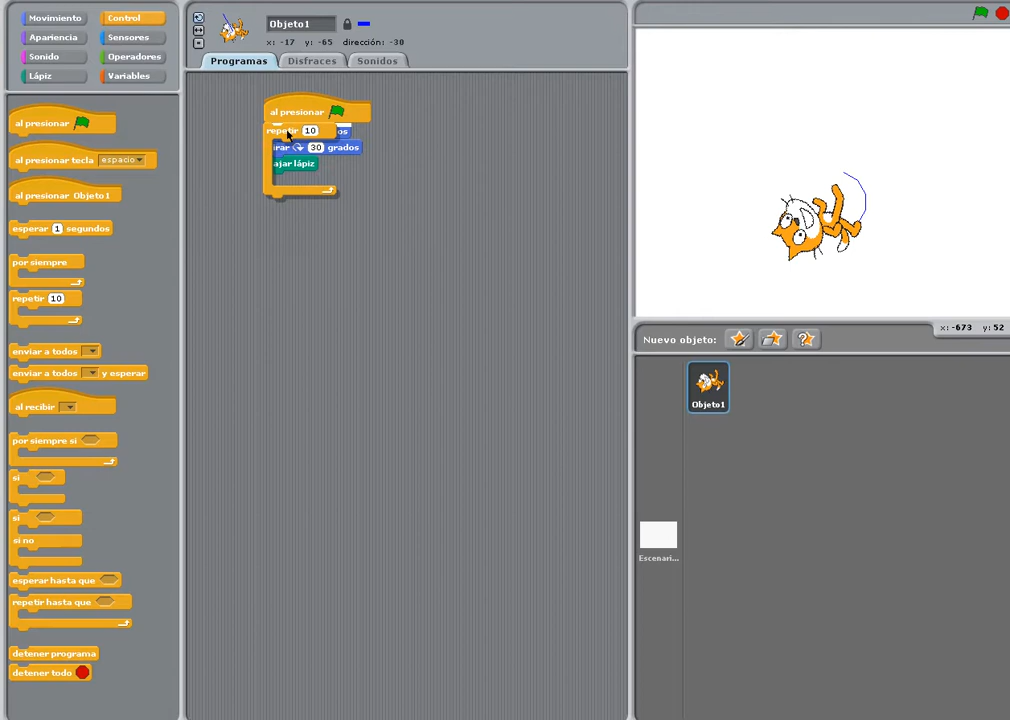 Movimiento Control
Apariencia Sensores
Sonido Operadores
Lápiz Variables
al presionar
al presionar tecla espacio
al presionar Objeto1
esperar 1 segundos
por siempre
repetir 10
enviar a todos
enviar a todos y esperar
al recibir
por siempre si
si
si
si no
esperar hasta que
repetir hasta que
detener programa
detener todo
Objeto1
x: -17 y: -65 dirección: -30
Programas Disfraces Sonidos
al presionar
repetir 10 os
irar 30 grados
ajar lápiz
x: -673 y: 52
Nuevo objeto:
Objeto1
Escenari...